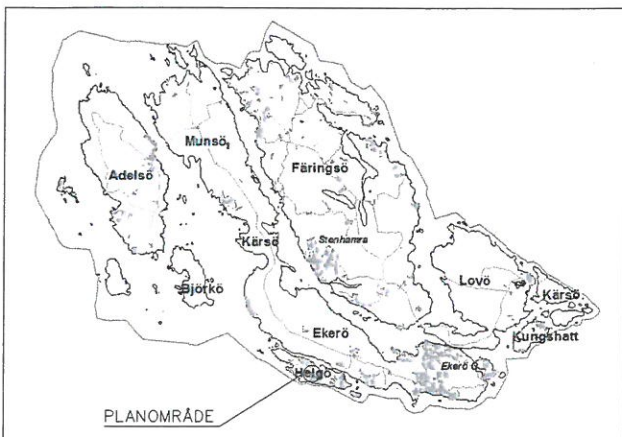 Munsö
Färingsö
Adelsö
Stenhamra
Kärsö
Lovö
Björkö
Kärsö
Ekerö
Kungshatt
Ekerö C
Helgö
PLANOMRÅDE